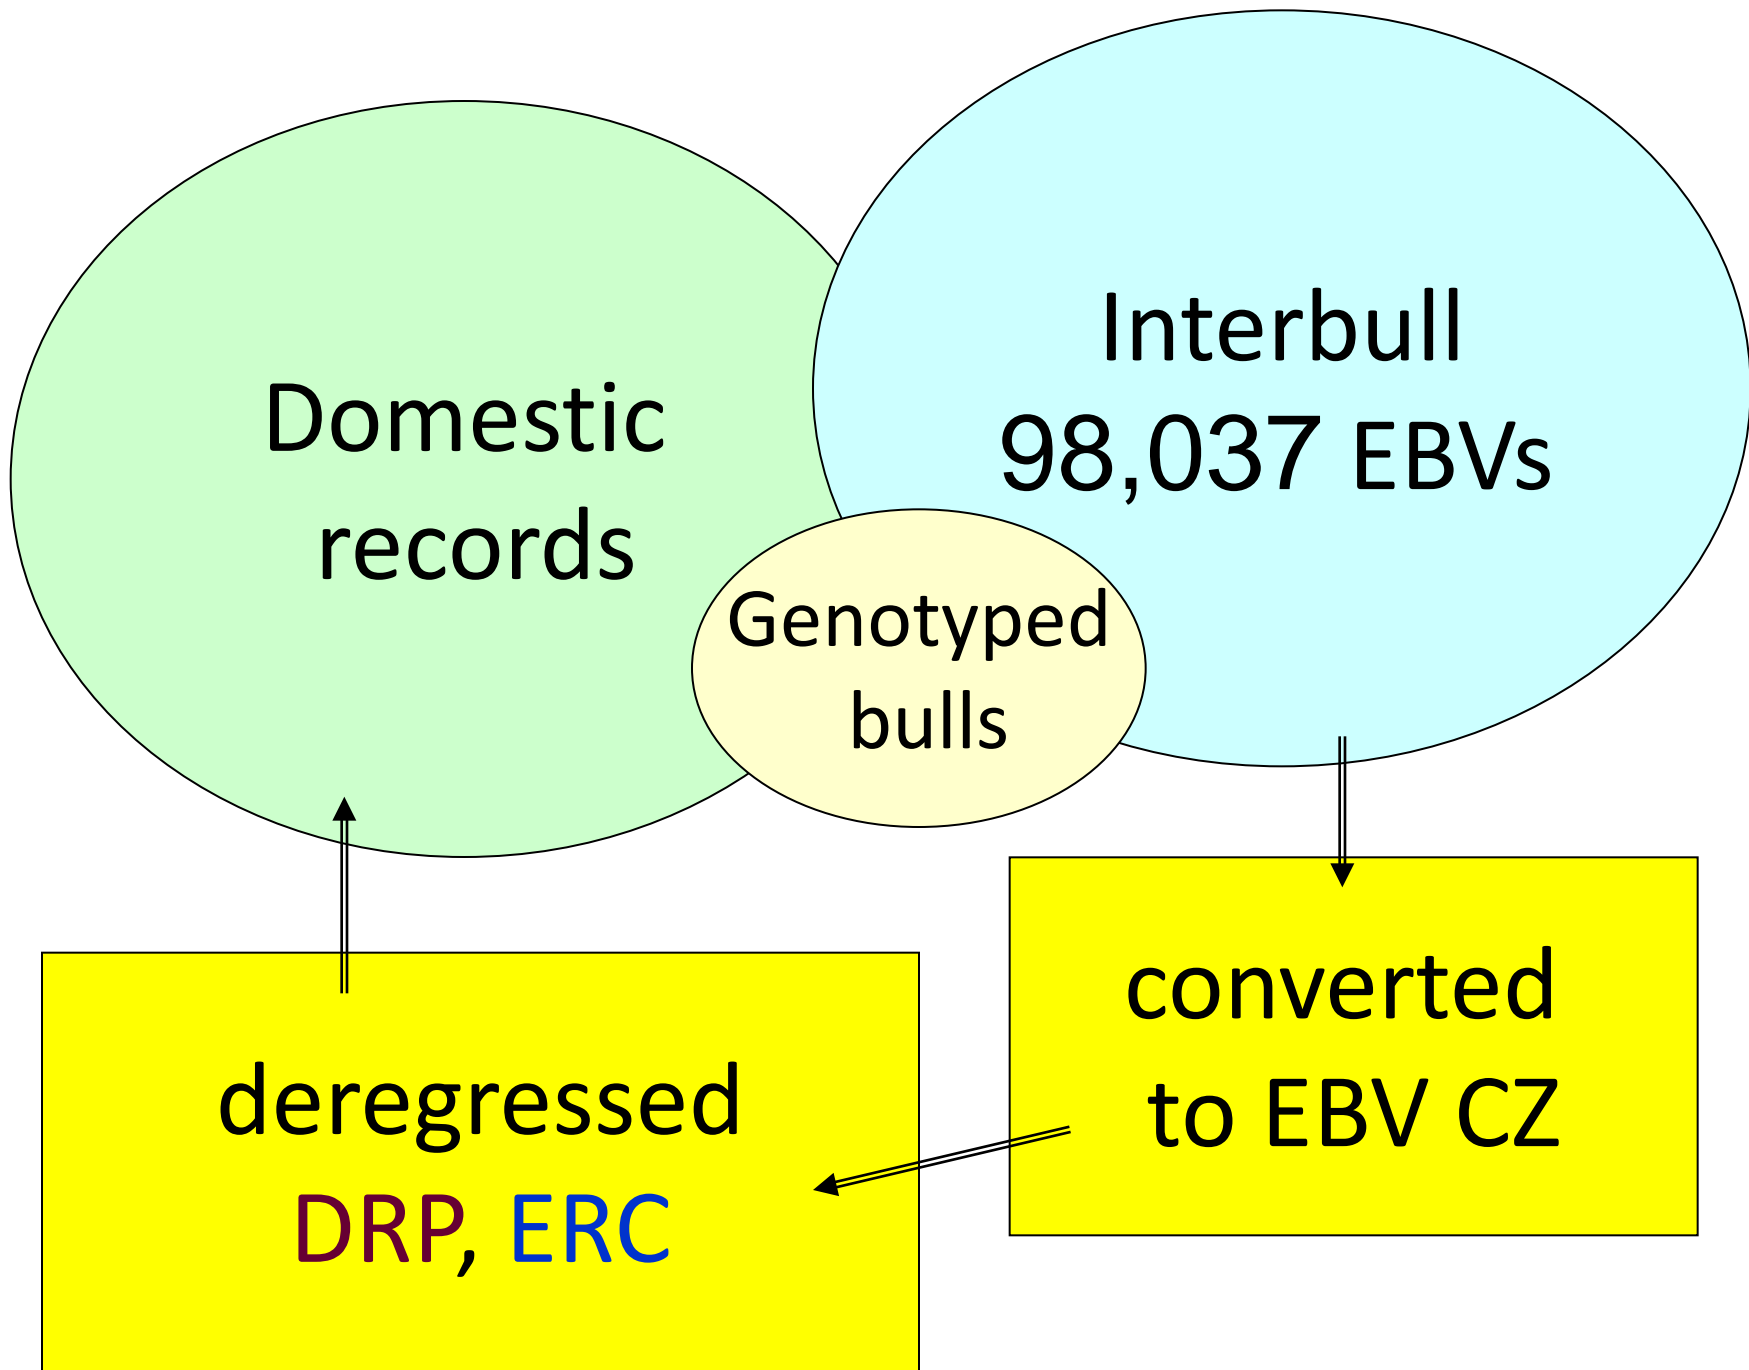 Domestic
records
Interbull
98,037 EBVs
Genotyped
bulls
converted
to EBV CZ
deregressed
DRP, ERC